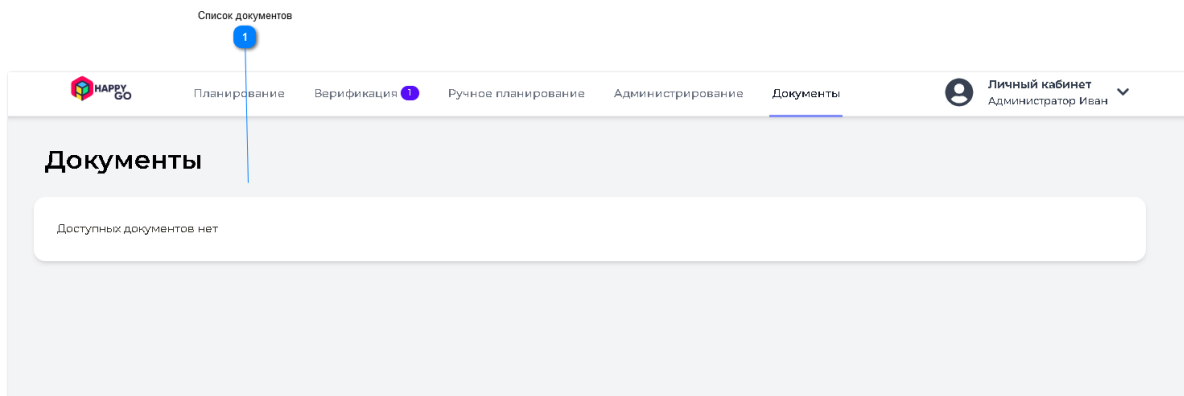 Список документов
1
HAPPY
GO
Планирование Верификация 1 Ручное планирование Администрирование Документы
Личный кабинет
Администратор Иван
Документы
Доступных документов нет